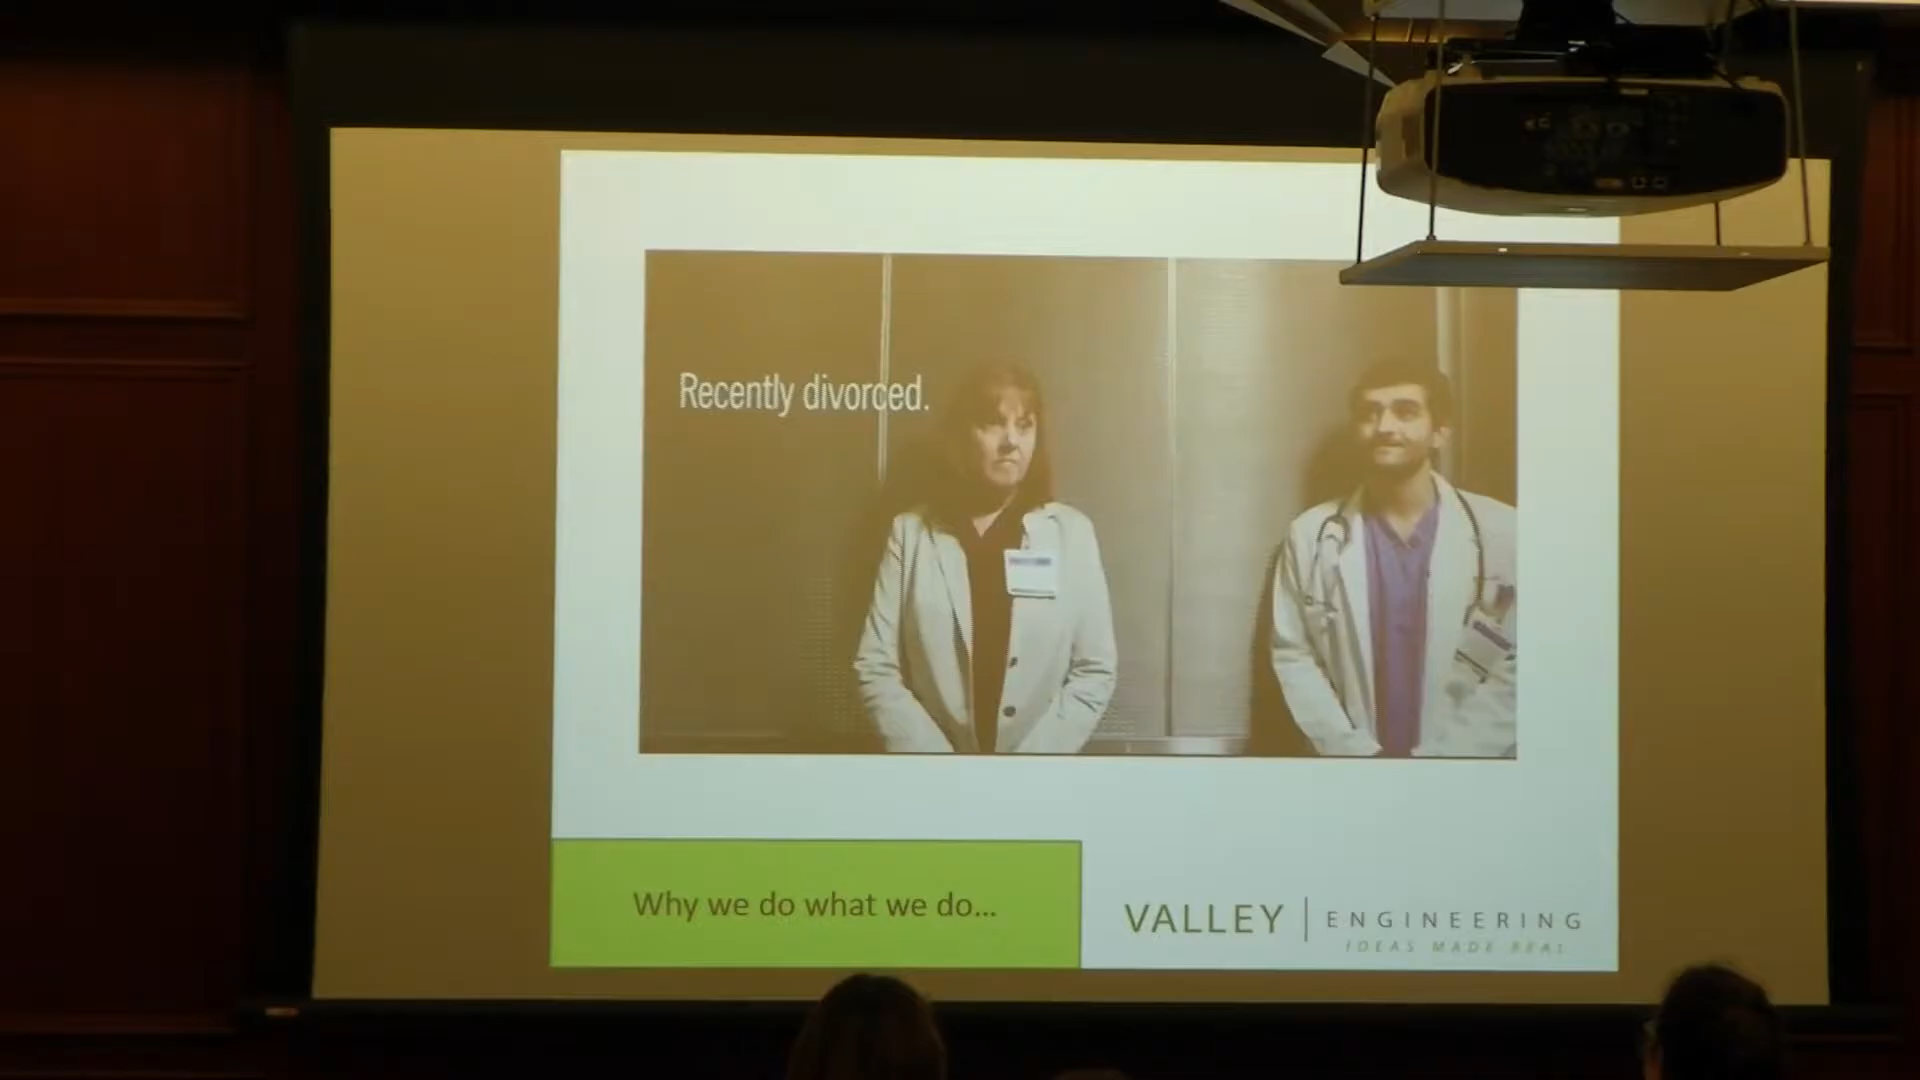 Recently divorced.
Why we do what we do...
VALLEY | ENGINEERING
IDEAS MADE REAL